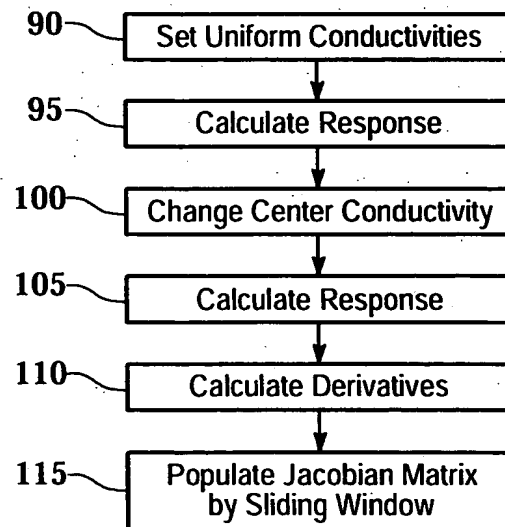 90
Set Uniform Conductivities
95
Calculate Response
100
Change Center Conductivity
105
Calculate Response
110
Calculate Derivatives
115
Populate Jacobian Matrix
by Sliding Window